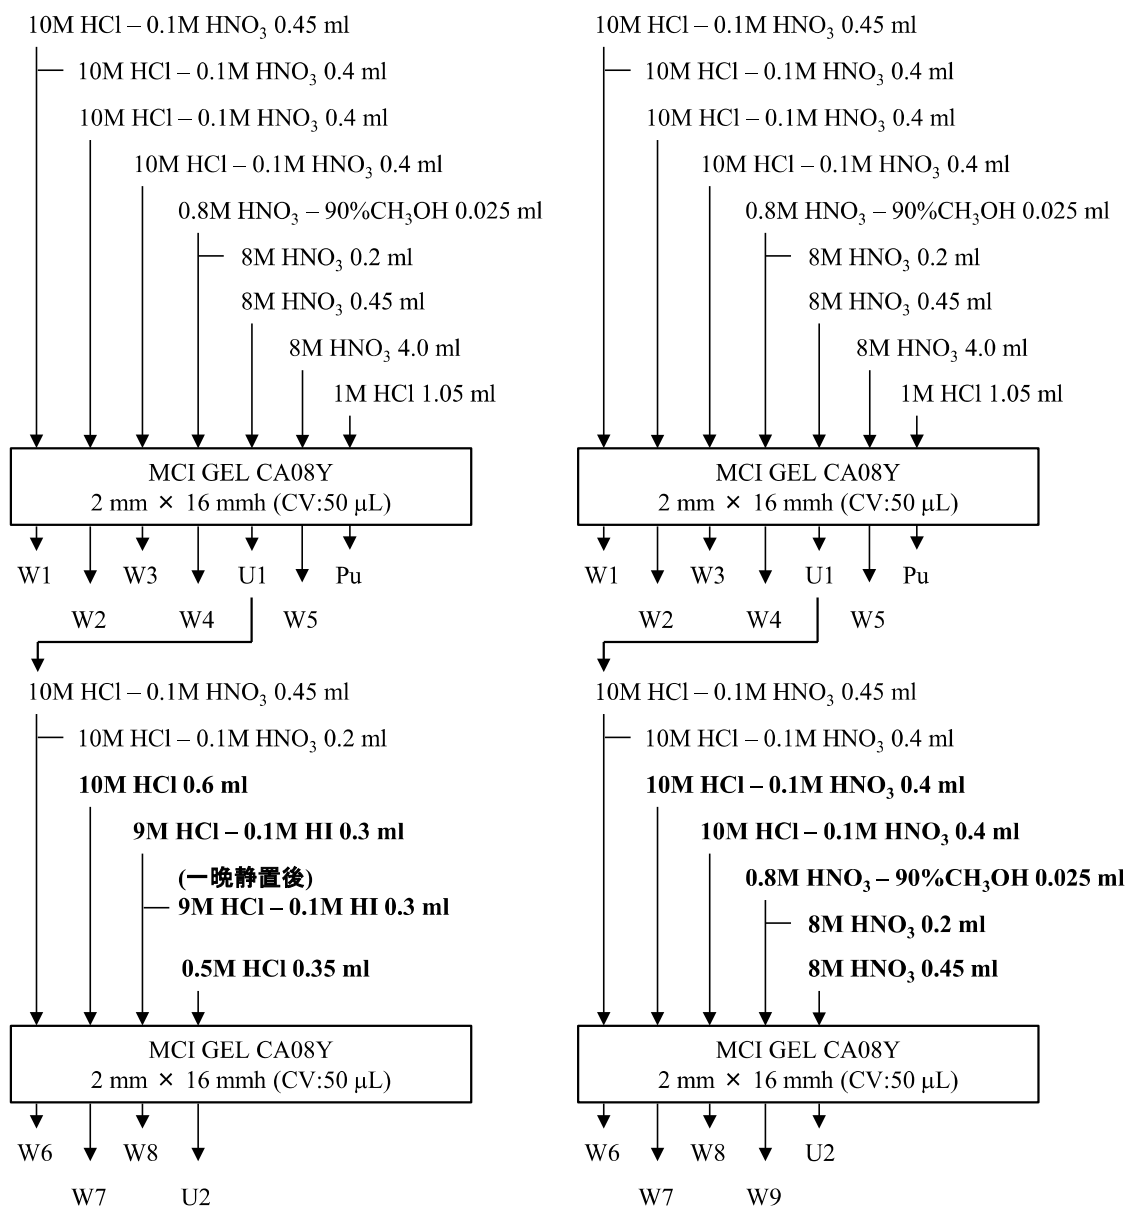 10M HCl – 0.1M HNO₃ 0.45 ml
10M HCl – 0.1M HNO₃ 0.4 ml
10M HCl – 0.1M HNO₃ 0.4 ml
10M HCl – 0.1M HNO₃ 0.4 ml
0.8M HNO₃ – 90%CH₃OH 0.025 ml
8M HNO₃ 0.2 ml
8M HNO₃ 0.45 ml
8M HNO₃ 4.0 ml
1M HCl 1.05 ml
MCI GEL CA08Y
2 mm × 16 mmh (CV:50 μL)
W1 W3 U1 Pu
W2 W4 W5
10M HCl – 0.1M HNO₃ 0.45 ml
10M HCl – 0.1M HNO₃ 0.2 ml
10M HCl 0.6 ml
9M HCl – 0.1M HI 0.3 ml
(一晩静置後)
9M HCl – 0.1M HI 0.3 ml
0.5M HCl 0.35 ml
MCI GEL CA08Y
2 mm × 16 mmh (CV:50 μL)
W6 W8
W7 U2
10M HCl – 0.1M HNO₃ 0.45 ml
10M HCl – 0.1M HNO₃ 0.4 ml
10M HCl – 0.1M HNO₃ 0.4 ml
10M HCl – 0.1M HNO₃ 0.4 ml
0.8M HNO₃ – 90%CH₃OH 0.025 ml
8M HNO₃ 0.2 ml
8M HNO₃ 0.45 ml
8M HNO₃ 4.0 ml
1M HCl 1.05 ml
MCI GEL CA08Y
2 mm × 16 mmh (CV:50 μL)
W1 W3 U1 Pu
W2 W4 W5
10M HCl – 0.1M HNO₃ 0.45 ml
10M HCl – 0.1M HNO₃ 0.4 ml
10M HCl – 0.1M HNO₃ 0.4 ml
10M HCl – 0.1M HNO₃ 0.4 ml
0.8M HNO₃ – 90%CH₃OH 0.025 ml
8M HNO₃ 0.2 ml
8M HNO₃ 0.45 ml
MCI GEL CA08Y
2 mm × 16 mmh (CV:50 μL)
W6 W8 U2
W7 W9